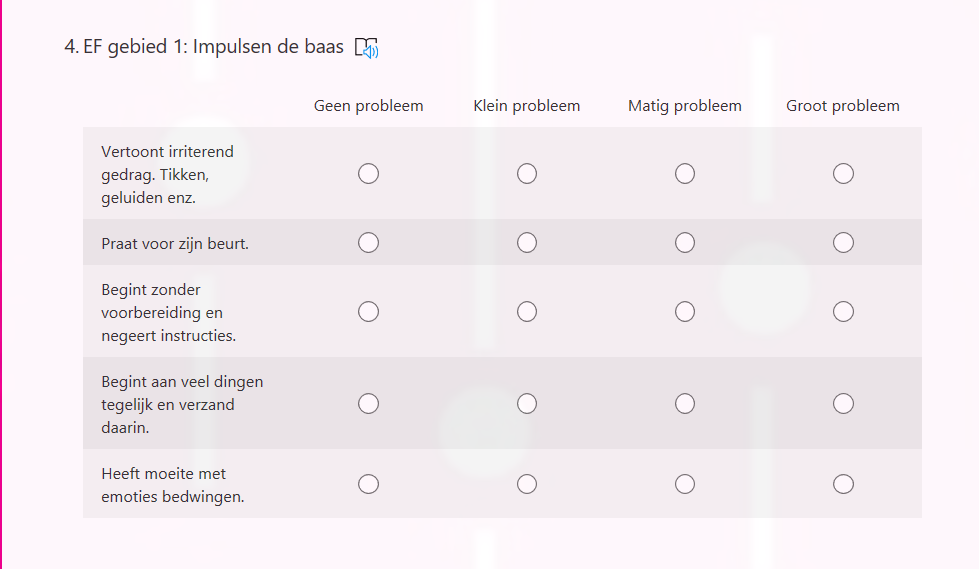 4. EF gebied 1: Impulsen de baas
Geen probleem Klein probleem Matig probleem Groot probleem
Vertoont irriterend
gedrag. Tikken,
geluiden enz.
Praat voor zijn beurt.
Begint zonder
voorbereiding en
negeert instructies.
Begint aan veel dingen
tegelijk en verzand
daarin.
Heeft moeite met
emoties bedwingen.